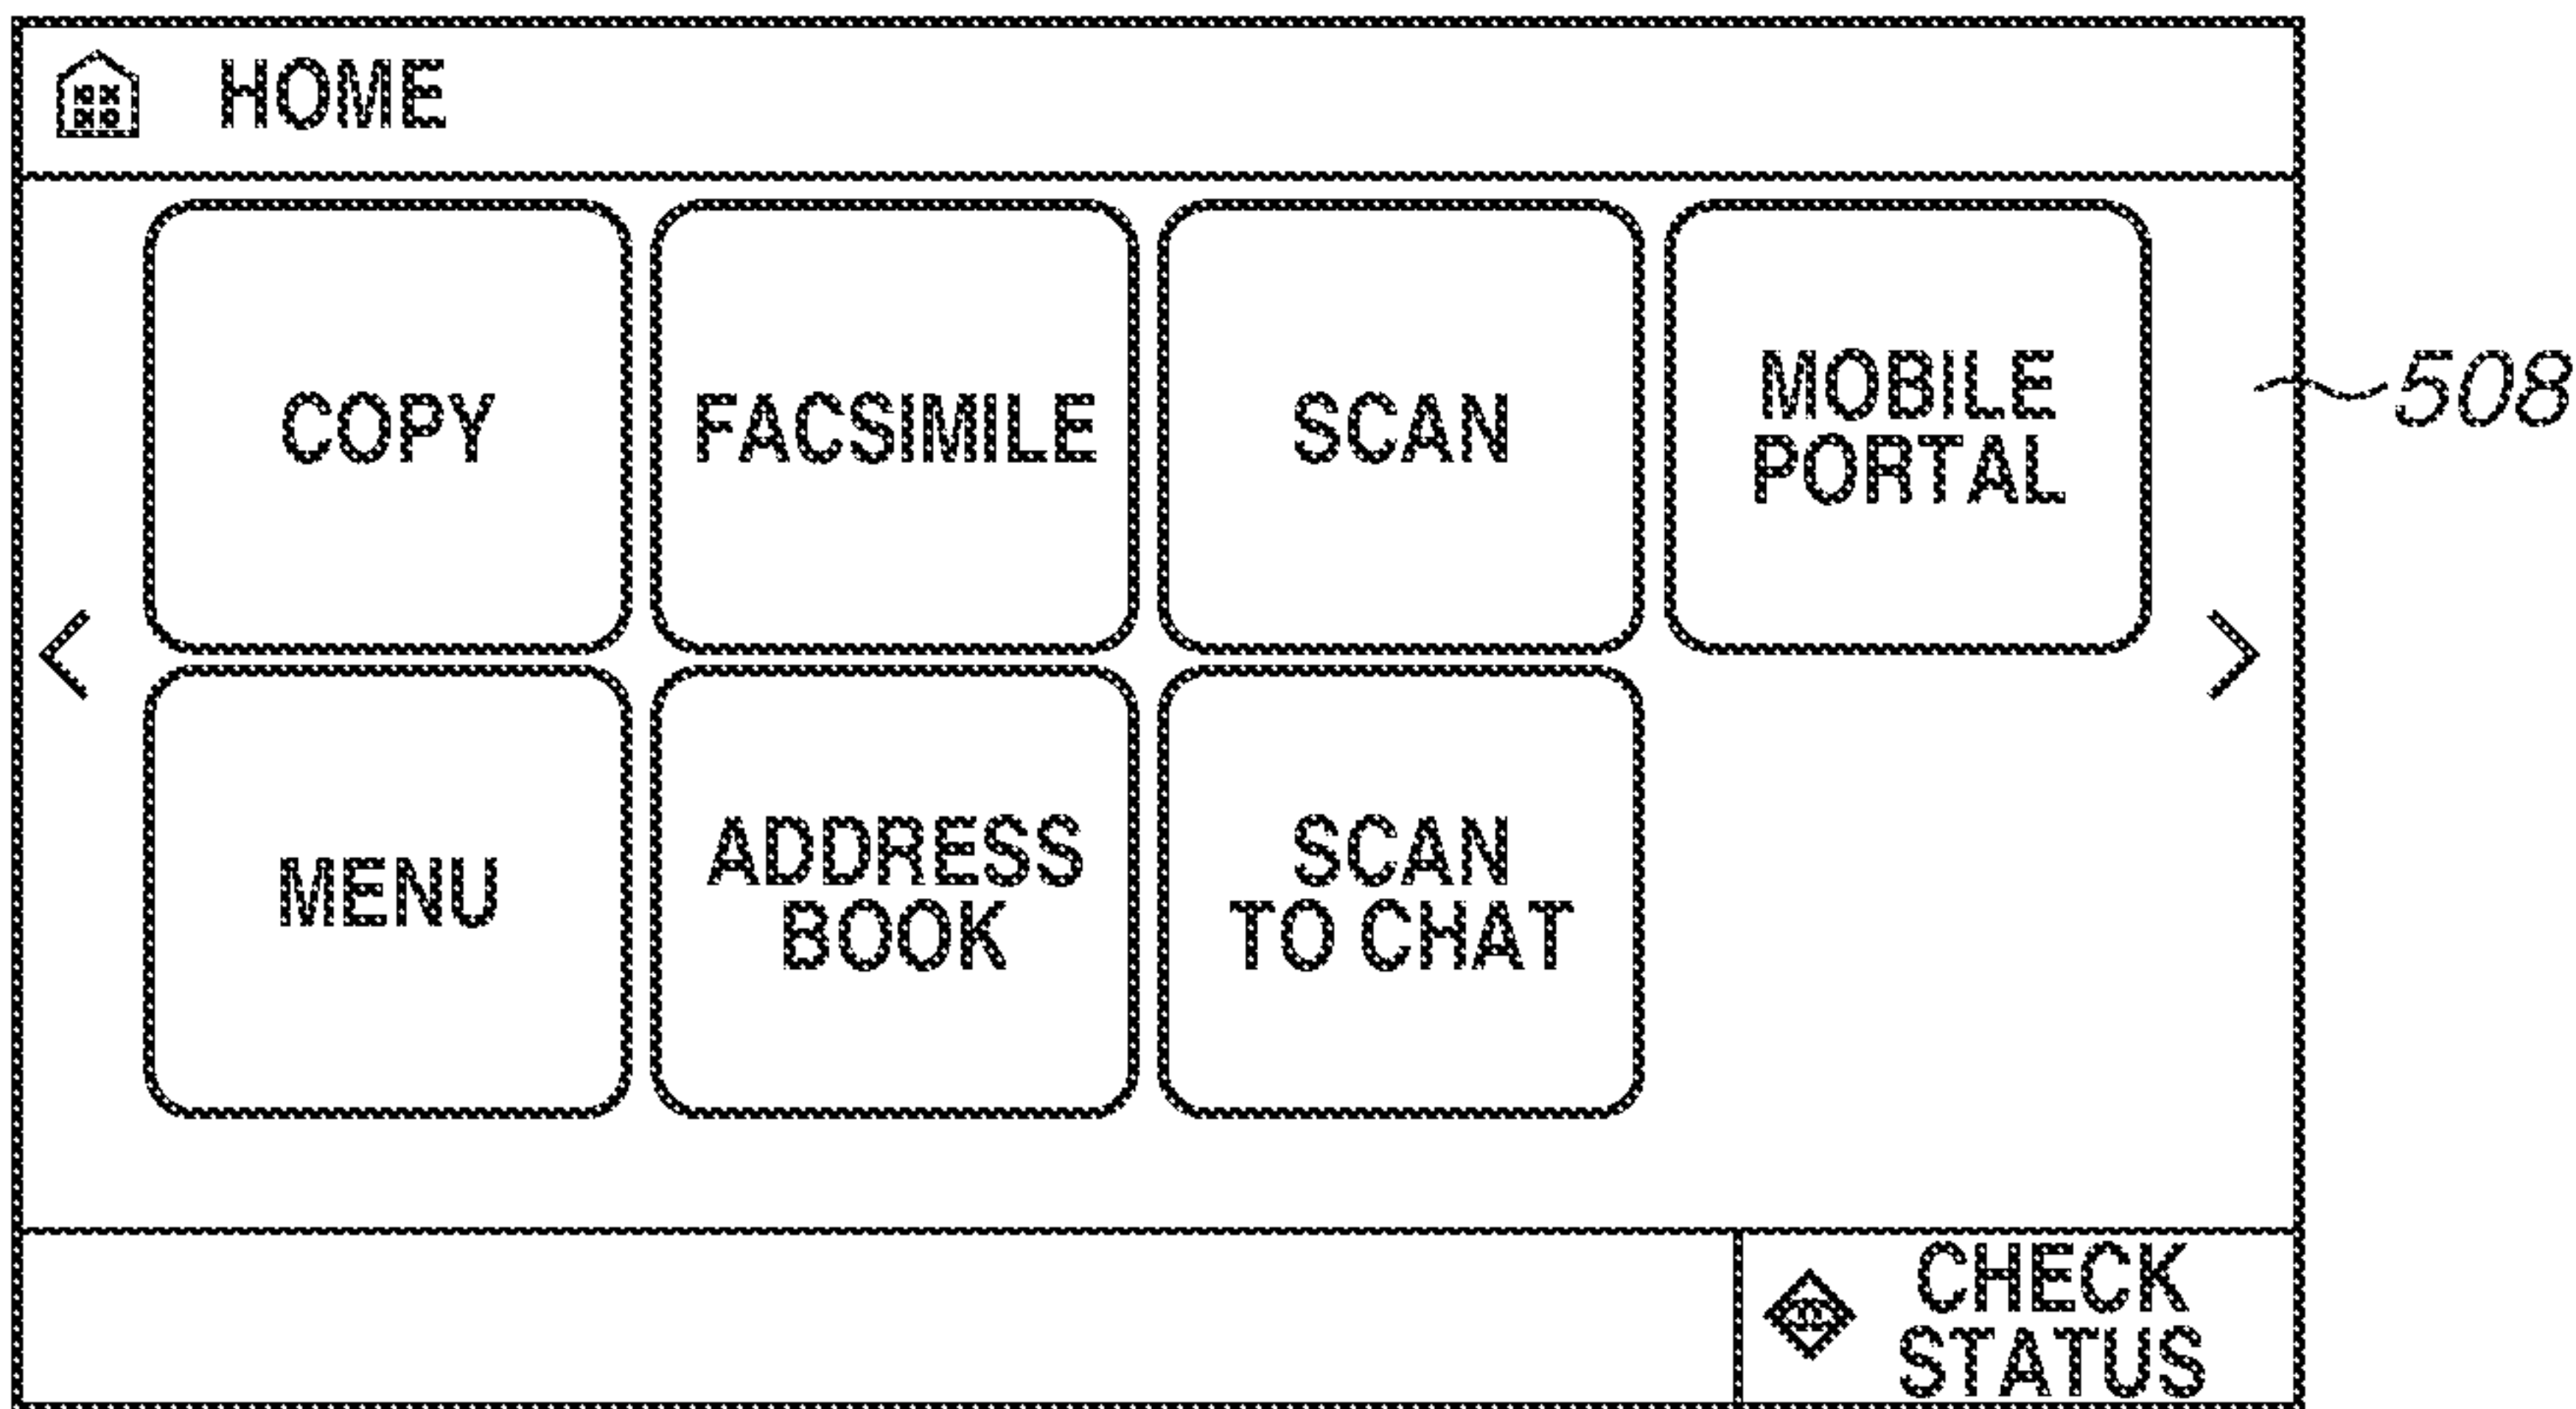 HOME
COPY
FACSIMILE
SCAN
MOBILE
PORTAL
508
MENU
ADDRESS
BOOK
SCAN
TO CHAT
CHECK
STATUS